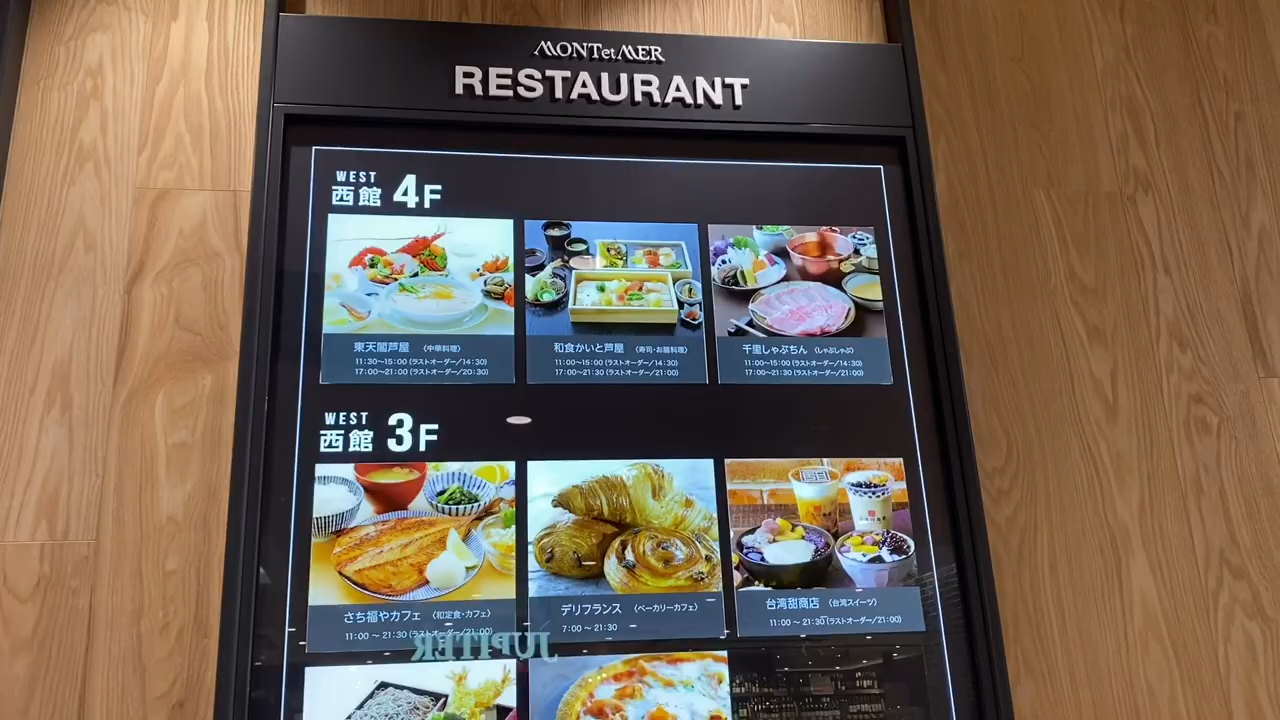 MONTetMER
RESTAURANT
WEST
西館 4F
東天閣芦屋 〈中華料理〉
11:30~15:00 (ラストオーダー/14:30)
17:00~21:00 (ラストオーダー/20:30)
和食かいと芦屋 〈寿司・お膳料理〉
11:00~15:00 (ラストオーダー/14:30)
17:00~21:30 (ラストオーダー/21:00)
千里しゃぶちん 〈しゃぶしゃぶ〉
11:00~15:00 (ラストオーダー/14:30)
17:00~21:30 (ラストオーダー/21:00)
WEST
西館 3F
さち福やカフェ 〈和定食・カフェ〉
11:00 ~ 21:30 (ラストオーダー/21:00)
デリフランス 〈ベーカリーカフェ〉
7:00 ~ 21:30
台湾甜商店 〈台湾スイーツ〉
11:00 ~ 21:30 (ラストオーダー/21:00)
JUPITER